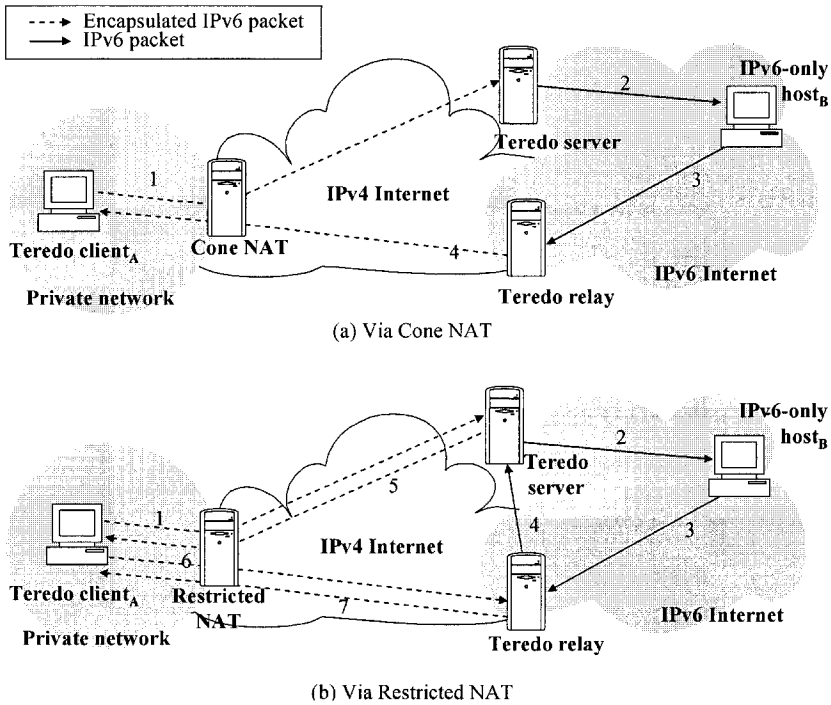 Encapsulated IPv6 packet
IPv6 packet
IPv6-only
host_B
2
Teredo server
1
IPv4 Internet
3
Teredo client_A
Cone NAT
4
IPv6 Internet
Private network
Teredo relay
(a) Via Cone NAT
IPv6-only
host_B
2
Teredo
server
5
1
4
3
IPv4 Internet
6
Teredo client_A
Restricted
NAT
7
IPv6 Internet
Private network
Teredo relay
(b) Via Restricted NAT